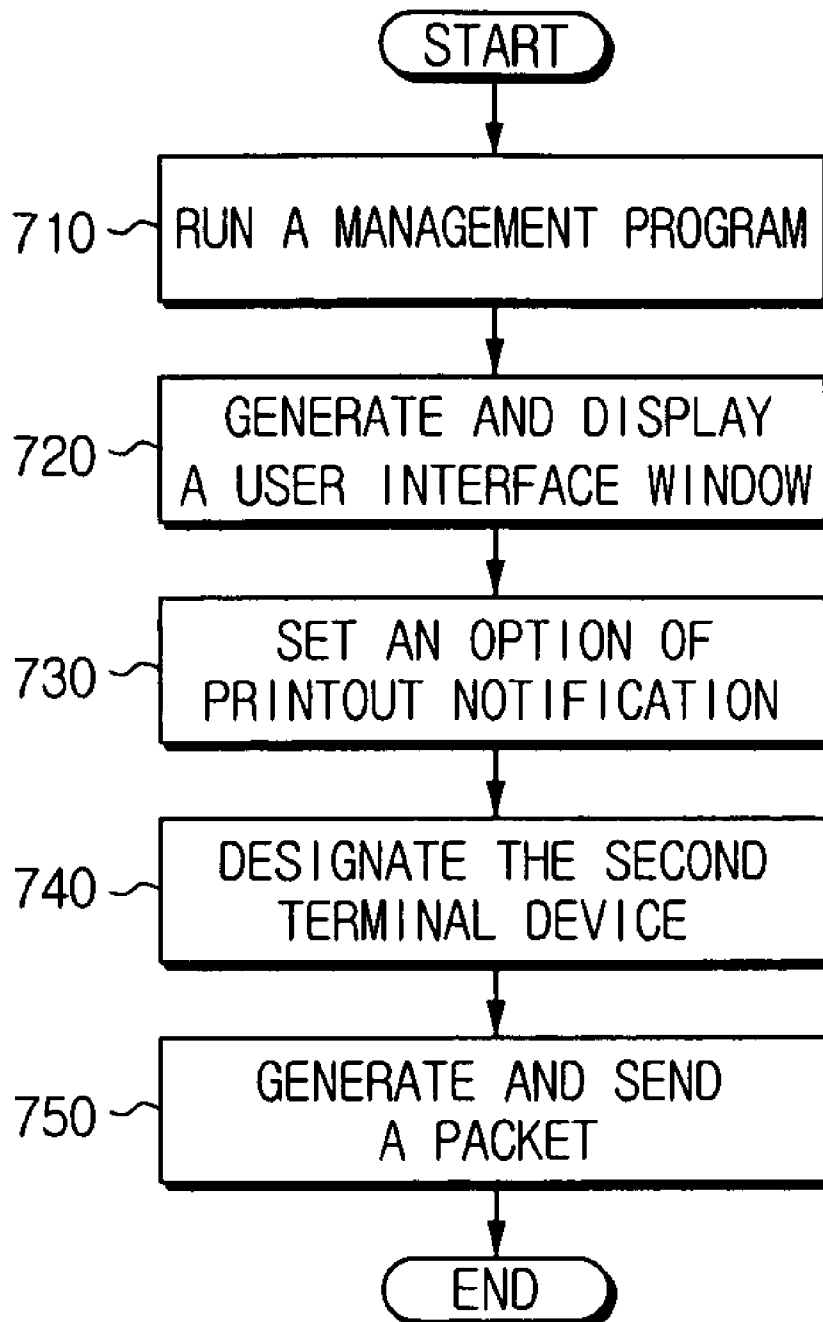 START
710 RUN A MANAGEMENT PROGRAM
720 GENERATE AND DISPLAY
A USER INTERFACE WINDOW
730 SET AN OPTION OF
PRINTOUT NOTIFICATION
740 DESIGNATE THE SECOND
TERMINAL DEVICE
750 GENERATE AND SEND
A PACKET
END